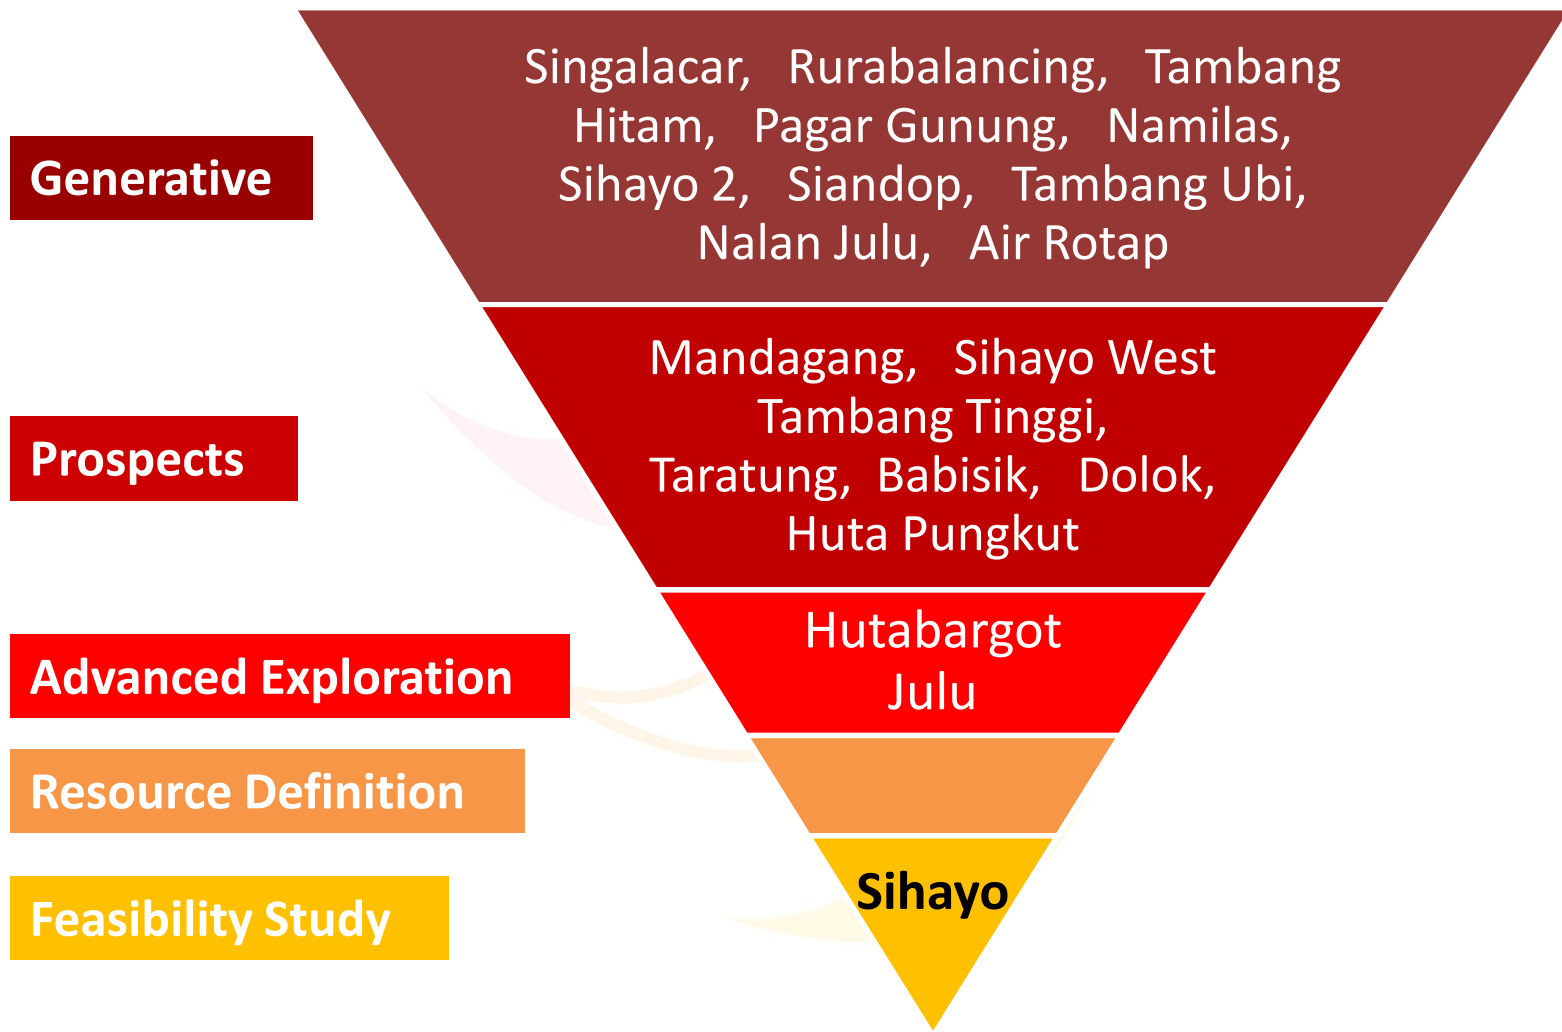 Generative
Singalacar, Rurabalancing, Tambang
Hitam, Pagar Gunung, Namilas,
Sihayo 2, Siandop, Tambang Ubi,
Nalan Julu, Air Rotap
Prospects
Mandagang, Sihayo West
Tambang Tinggi,
Taratung, Babisik, Dolok,
Huta Pungkut
Advanced Exploration
Hutabargot
Julu
Resource Definition
Feasibility Study
Sihayo